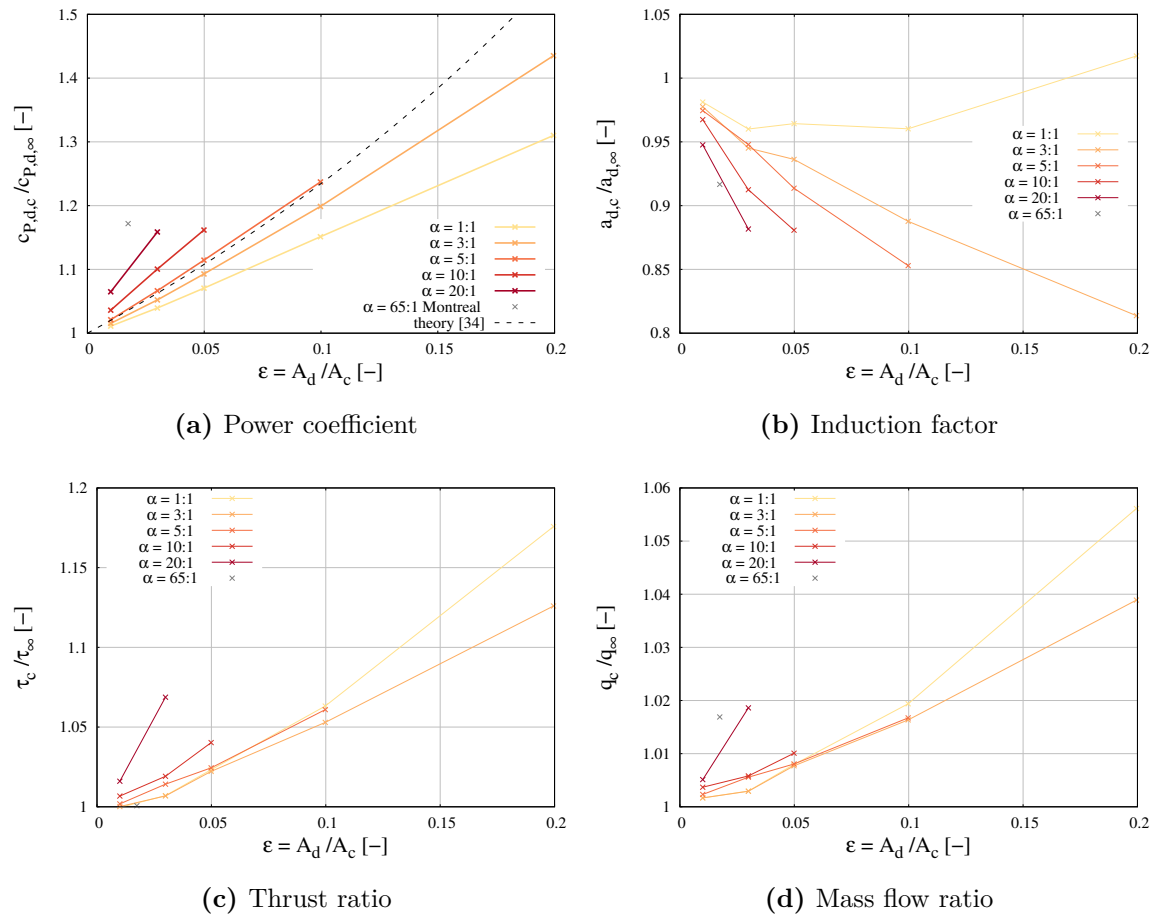 1.5
1.4
1.3
1.2
1.1
1
c_P,d,c /c_P,d,∞ [–]
α = 1:1
α = 3:1
α = 5:1
α = 10:1
α = 20:1
α = 65:1 Montreal
theory [34]
0 0.05 0.1 0.15 0.2
ε = A_d /A_c [–]
(a) Power coefficient
1.05
1
0.95
0.9
0.85
0.8
a_d,c /a_d,∞ [–]
α = 1:1
α = 3:1
α = 5:1
α = 10:1
α = 20:1
α = 65:1
0 0.05 0.1 0.15 0.2
ε = A_d /A_c [–]
(b) Induction factor
1.2
1.15
1.1
1.05
1
τ_c /τ_∞ [–]
α = 1:1
α = 3:1
α = 5:1
α = 10:1
α = 20:1
α = 65:1
0 0.05 0.1 0.15 0.2
ε = A_d /A_c [–]
(c) Thrust ratio
1.06
1.05
1.04
1.03
1.02
1.01
1
q_c /q_∞ [–]
α = 1:1
α = 3:1
α = 5:1
α = 10:1
α = 20:1
α = 65:1
0 0.05 0.1 0.15 0.2
ε = A_d /A_c [–]
(d) Mass flow ratio